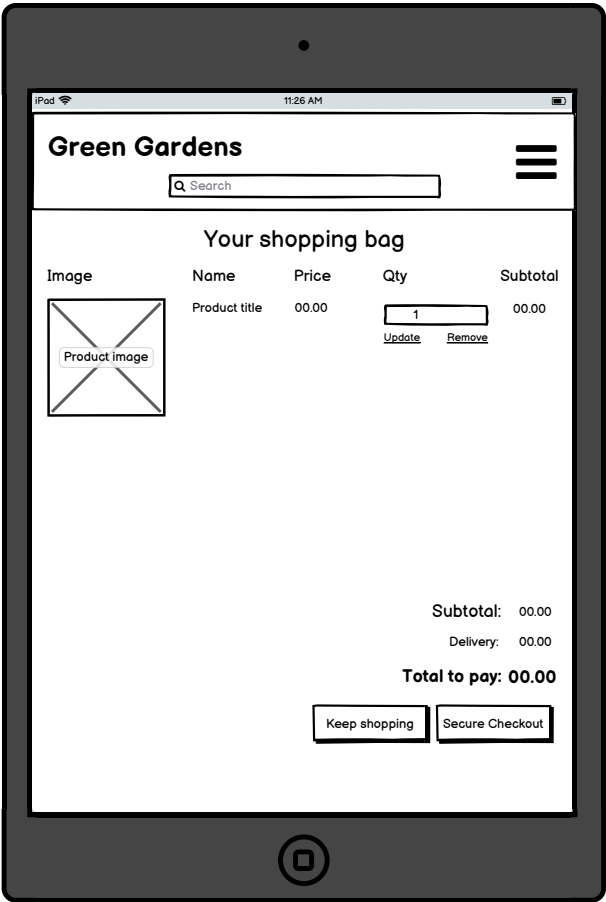 iPad 11:26 AM
Green Gardens
Search
Your shopping bag
Image Name Price Qty Subtotal
Product title 00.00 1 00.00
Update Remove
Product image
Subtotal: 00.00
Delivery: 00.00
Total to pay: 00.00
Keep shopping Secure Checkout